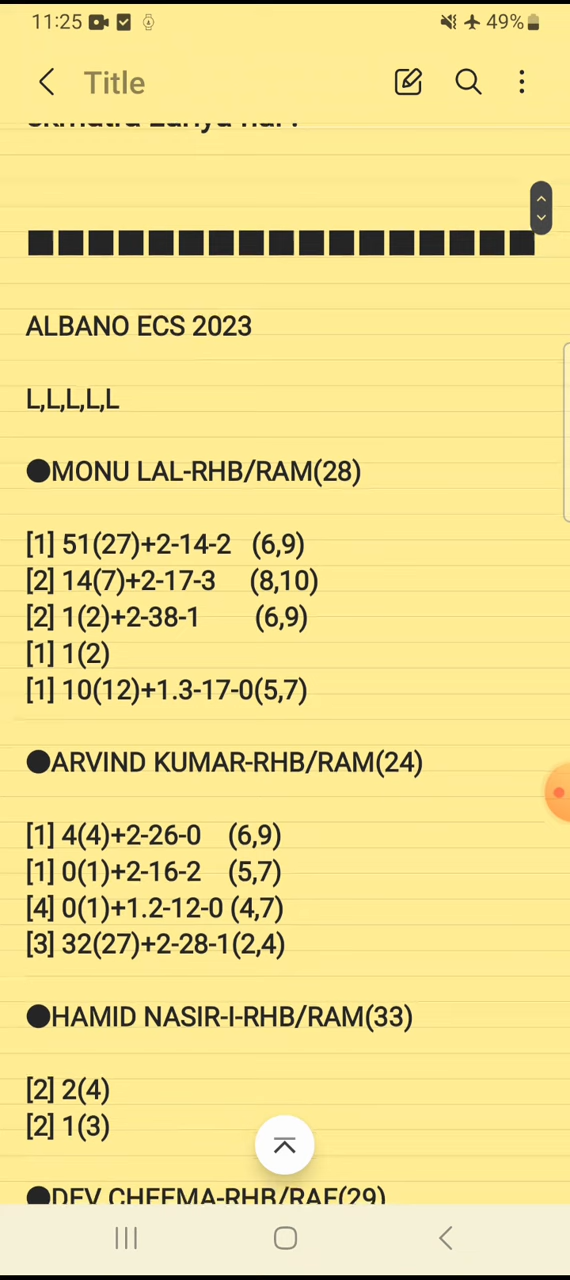 11:25
49%
Title
ALBANO ECS 2023
L,L,L,L,L
●MONU LAL-RHB/RAM(28)
[1] 51(27)+2-14-2 (6,9)
[2] 14(7)+2-17-3 (8,10)
[2] 1(2)+2-38-1 (6,9)
[1] 1(2)
[1] 10(12)+1.3-17-0(5,7)
●ARVIND KUMAR-RHB/RAM(24)
[1] 4(4)+2-26-0 (6,9)
[1] 0(1)+2-16-2 (5,7)
[4] 0(1)+1.2-12-0 (4,7)
[3] 32(27)+2-28-1(2,4)
●HAMID NASIR-I-RHB/RAM(33)
[2] 2(4)
[2] 1(3)
●DEV CHEEMA-RHB/RAF(29)